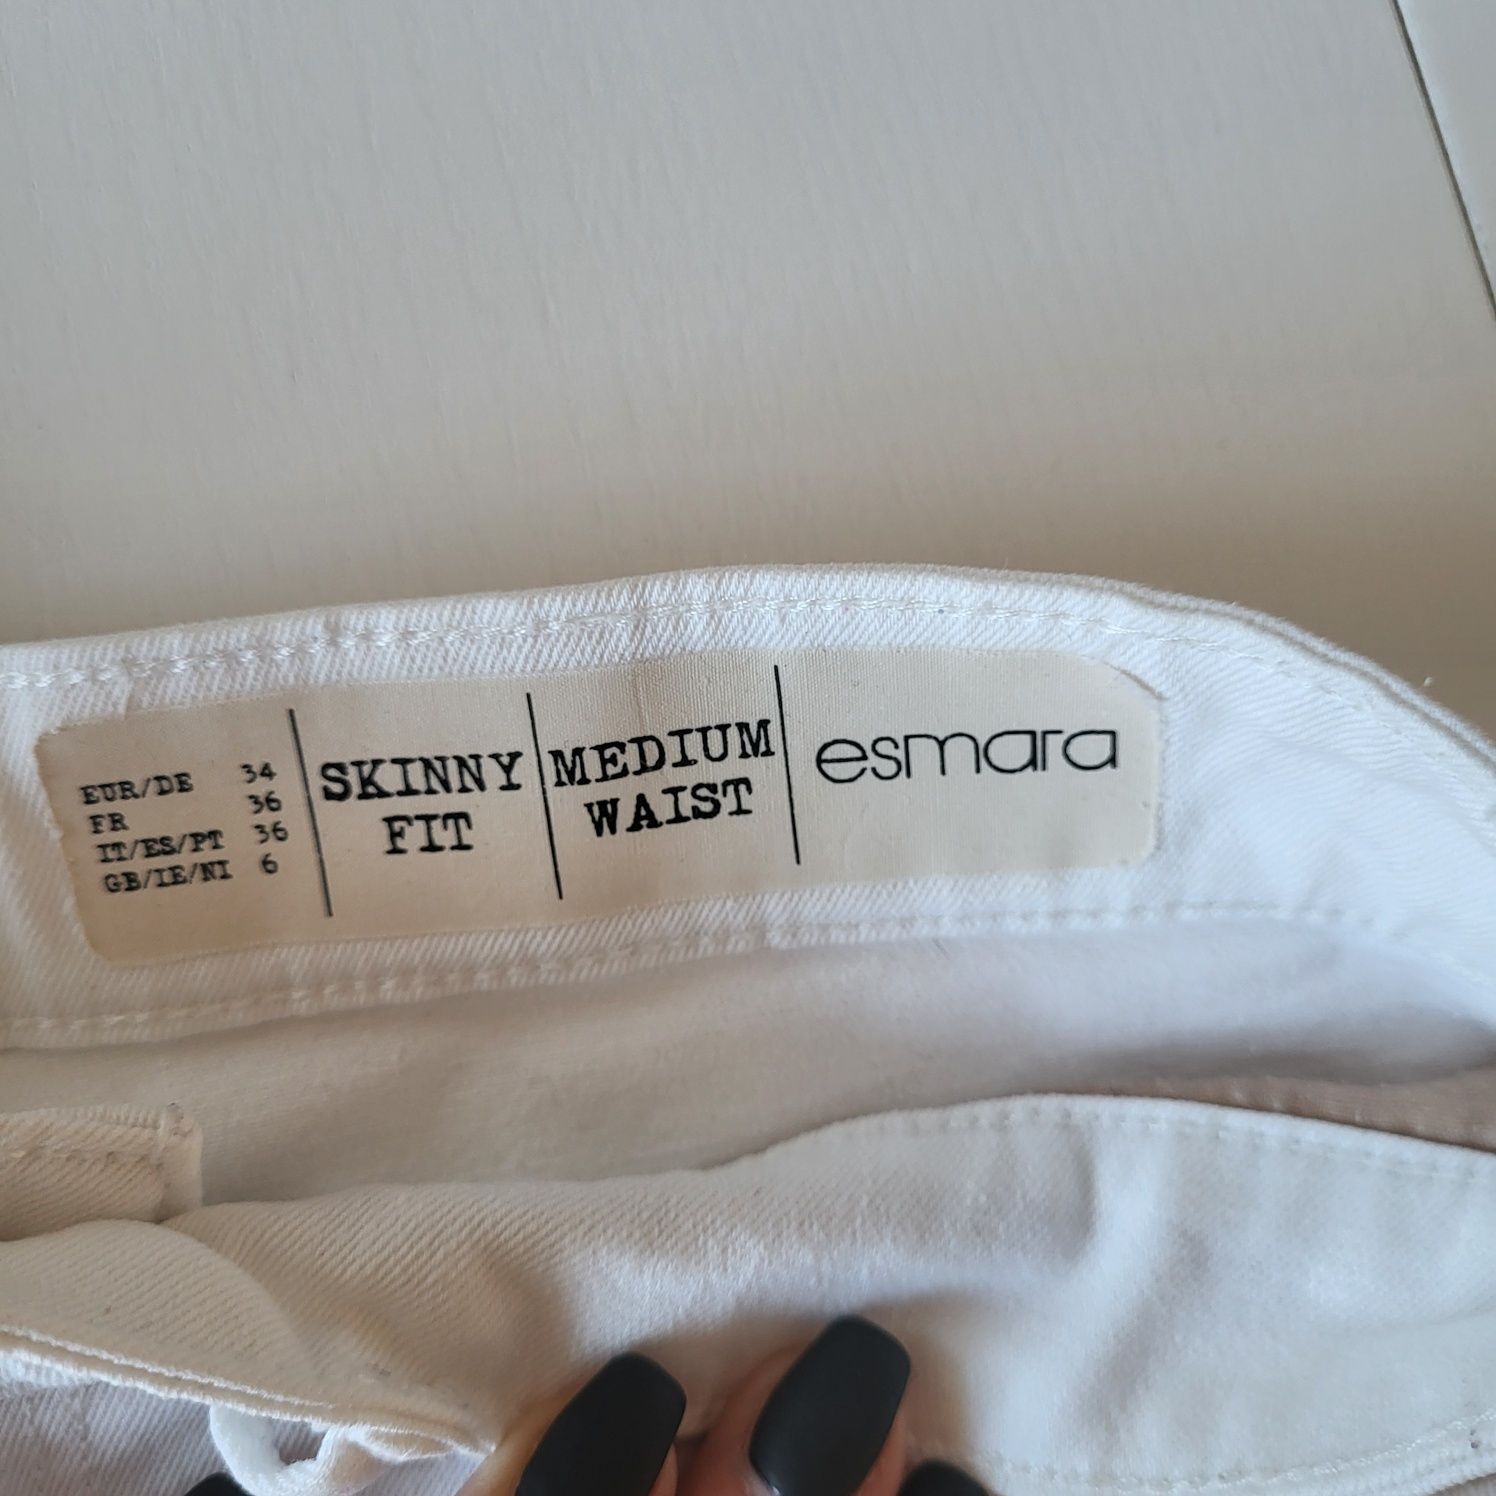 EUR/DE 34
FR 36
IT/ES/PT 36
GB/IE/NI 6
SKINNY
FIT
MEDIUM
WAIST
esmara